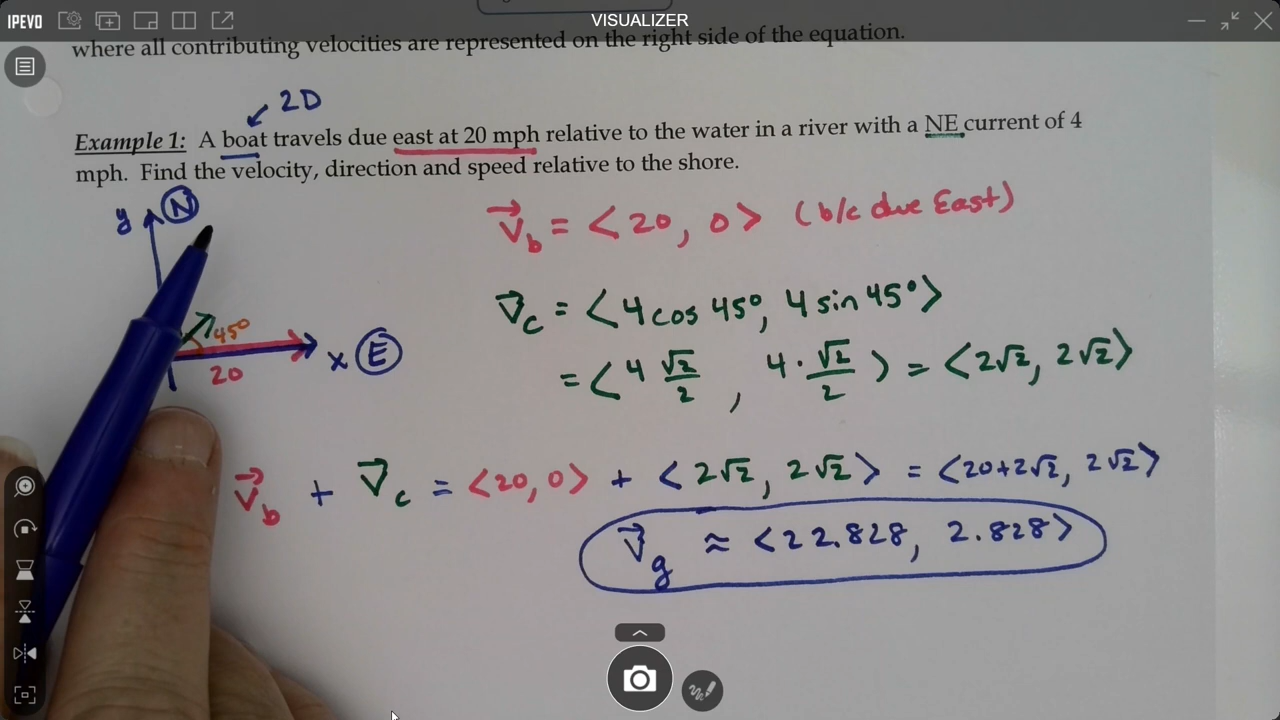 IPEVO
VISUALIZER
where all contributing velocities are represented on the right side of the equation.
2D
Example 1: A boat travels due east at 20 mph relative to the water in a river with a NE current of 4
mph. Find the velocity, direction and speed relative to the shore.
y N
V⃗b = <20, 0> (b/c due East)
V⃗c = <4 cos 45°, 4 sin 45°>
45°
x E
20
= <4 √2/2, 4·√2/2> = <2√2, 2√2>
V⃗b + V⃗c = <20, 0> + <2√2, 2√2> = <20+2√2, 2√2>
V⃗g ≈ <22.828, 2.828>